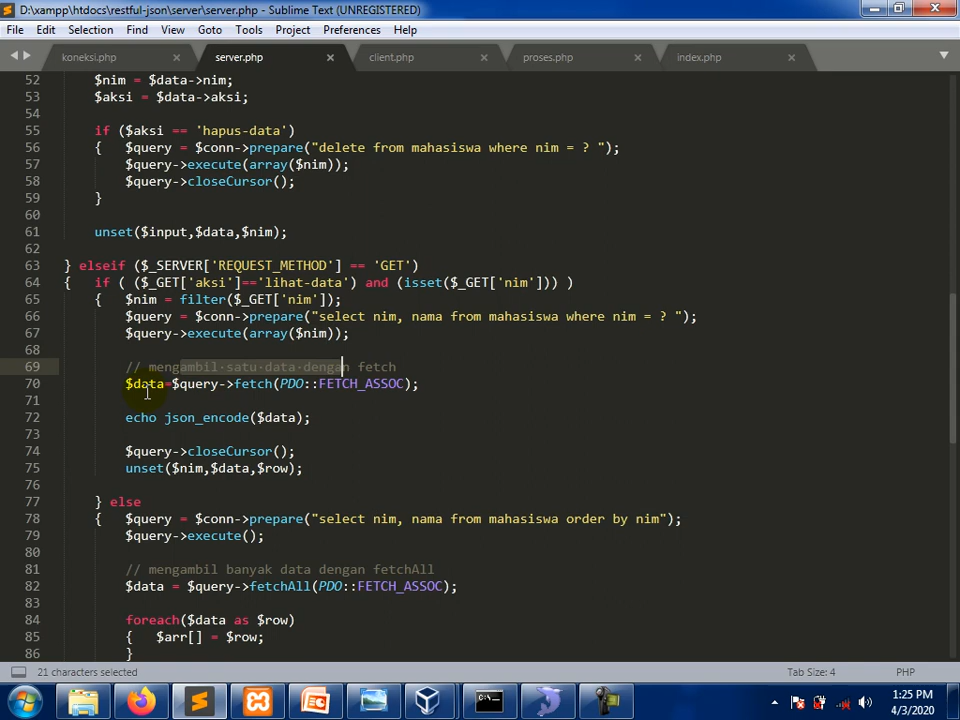 D:\xampp\htdocs\restful-json\server\server.php - Sublime Text (UNREGISTERED)
File Edit Selection Find View Goto Tools Project Preferences Help
koneksi.php server.php client.php proses.php index.php
52 $nim = $data->nim;
53 $aksi = $data->aksi;
54
55 if ($aksi == 'hapus-data')
56 { $query = $conn->prepare("delete from mahasiswa where nim = ? ");
57 $query->execute(array($nim));
58 $query->closeCursor();
59 }
60
61 unset($input,$data,$nim);
62
63 } elseif ($_SERVER['REQUEST_METHOD'] == 'GET')
64 { if ( ($_GET['aksi']=='lihat-data') and (isset($_GET['nim'])) )
65 { $nim = filter($_GET['nim']);
66 $query = $conn->prepare("select nim, nama from mahasiswa where nim = ? ");
67 $query->execute(array($nim));
68
69 // mengambil satu data dengan fetch
70 $data=$query->fetch(PDO::FETCH_ASSOC);
71
72 echo json_encode($data);
73
74 $query->closeCursor();
75 unset($nim,$data,$row);
76
77 } else
78 { $query = $conn->prepare("select nim, nama from mahasiswa order by nim");
79 $query->execute();
80
81 // mengambil banyak data dengan fetchAll
82 $data = $query->fetchAll(PDO::FETCH_ASSOC);
83
84 foreach($data as $row)
85 { $arr[] = $row;
86 }
21 characters selected Tab Size: 4 PHP
1:25 PM
4/3/2020